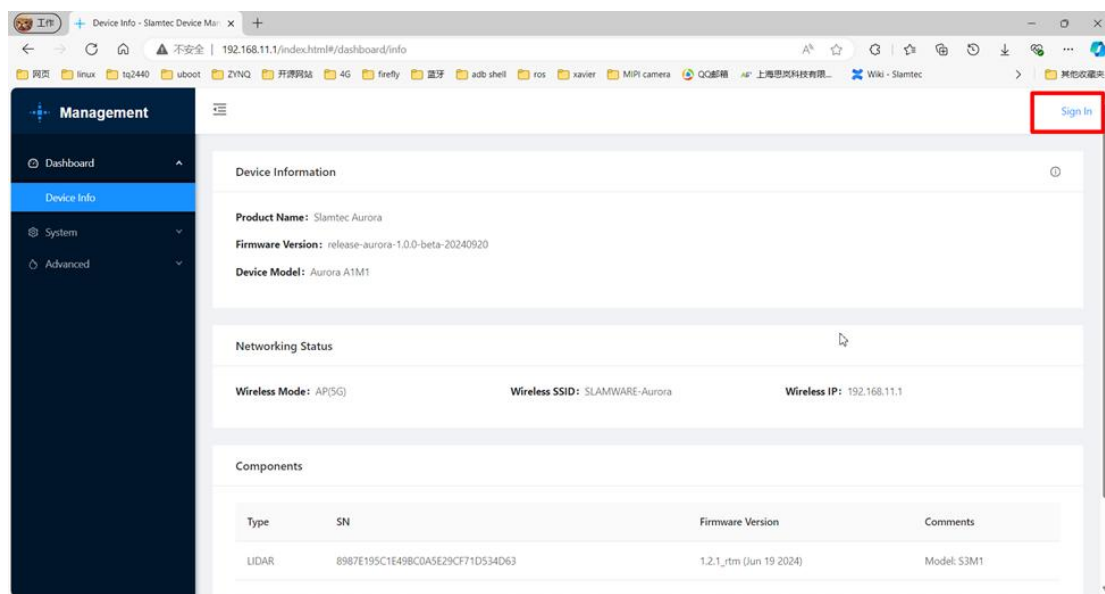 工作
Device Info - Slamtec Device Mar
不安全
192.168.11.1/index.html#/dashboard/info
网页 linux tq2440 uboot ZYNQ 开源网站 4G firefly 蓝牙 adb shell ros xavier MIPI camera QQ邮箱 上海思岚科技有限... Wiki - Slamtec 其他收藏夹
Management
Sign In
Dashboard
Device Info
System
Advanced
Device Information
Product Name: Slamtec Aurora
Firmware Version: release-aurora-1.0.0-beta-20240920
Device Model: Aurora A1M1
Networking Status
Wireless Mode: AP(5G) Wireless SSID: SLAMWARE-Aurora Wireless IP: 192.168.11.1
Components
Type SN Firmware Version Comments
LIDAR 8987E195C1E49BC0A5E29CF71D534D63 1.2.1_rtm (Jun 19 2024) Model: S3M1